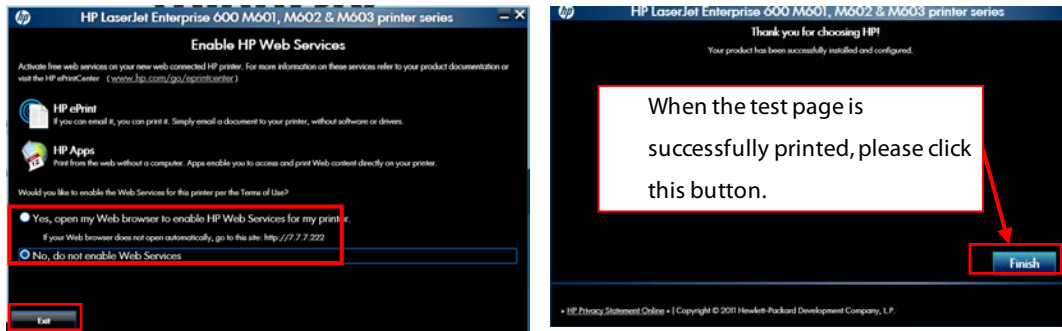 HP LaserJet Enterprise 600 M601, M602 & M603 printer series
Enable HP Web Services
Activate free web services on your new web connected HP printer. For more information on these services refer to your product documentation or
visit the HP ePrintCenter (www.hp.com/go/eprintcenter)
HP ePrint
If you can email it, you can print it. Simply email a document to your printer, without software or drivers.
HP Apps
Print from the web without a computer. Apps enable you to access and print Web content directly on your printer.
Would you like to enable the Web Services for this printer per the Terms of Use?
Yes, open my Web browser to enable HP Web Services for my printer.
If your Web browser does not open automatically, go to this site: http://7.7.7.222
No, do not enable Web Services
Exit
HP LaserJet Enterprise 600 M601, M602 & M603 printer series
Thank you for choosing HP!
Your product has been successfully installed and configured.
When the test page is
successfully printed, please click
this button.
Finish
• HP Privacy Statement Online • | Copyright © 2011 Hewlett-Packard Development Company, L.P.